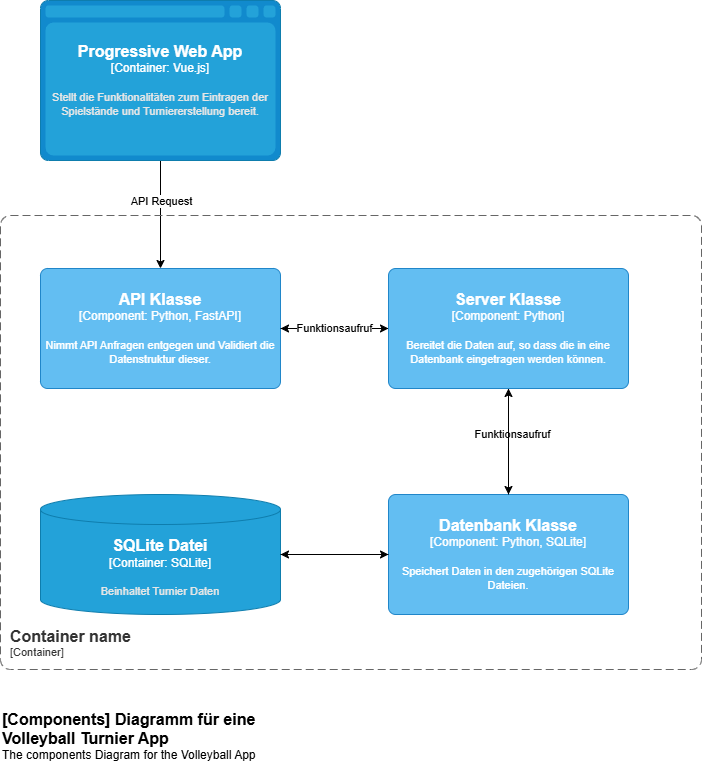 Progressive Web App
[Container: Vue.js]
Stellt die Funktionalitäten zum Eintragen der
Spielstände und Turniererstellung bereit.
API Request
API Klasse
[Component: Python, FastAPI]
Nimmt API Anfragen entgegen und Validiert die
Datenstruktur dieser.
Funktionsaufruf
Server Klasse
[Component: Python]
Bereitet die Daten auf, so dass die in eine
Datenbank eingetragen werden können.
Funktionsaufruf
SQLite Datei
[Container: SQLite]
Beinhaltet Turnier Daten
Datenbank Klasse
[Component: Python, SQLite]
Speichert Daten in den zugehörigen SQLite
Dateien.
Container name
[Container]
[Components] Diagramm für eine
Volleyball Turnier App
The components Diagram for the Volleyball App